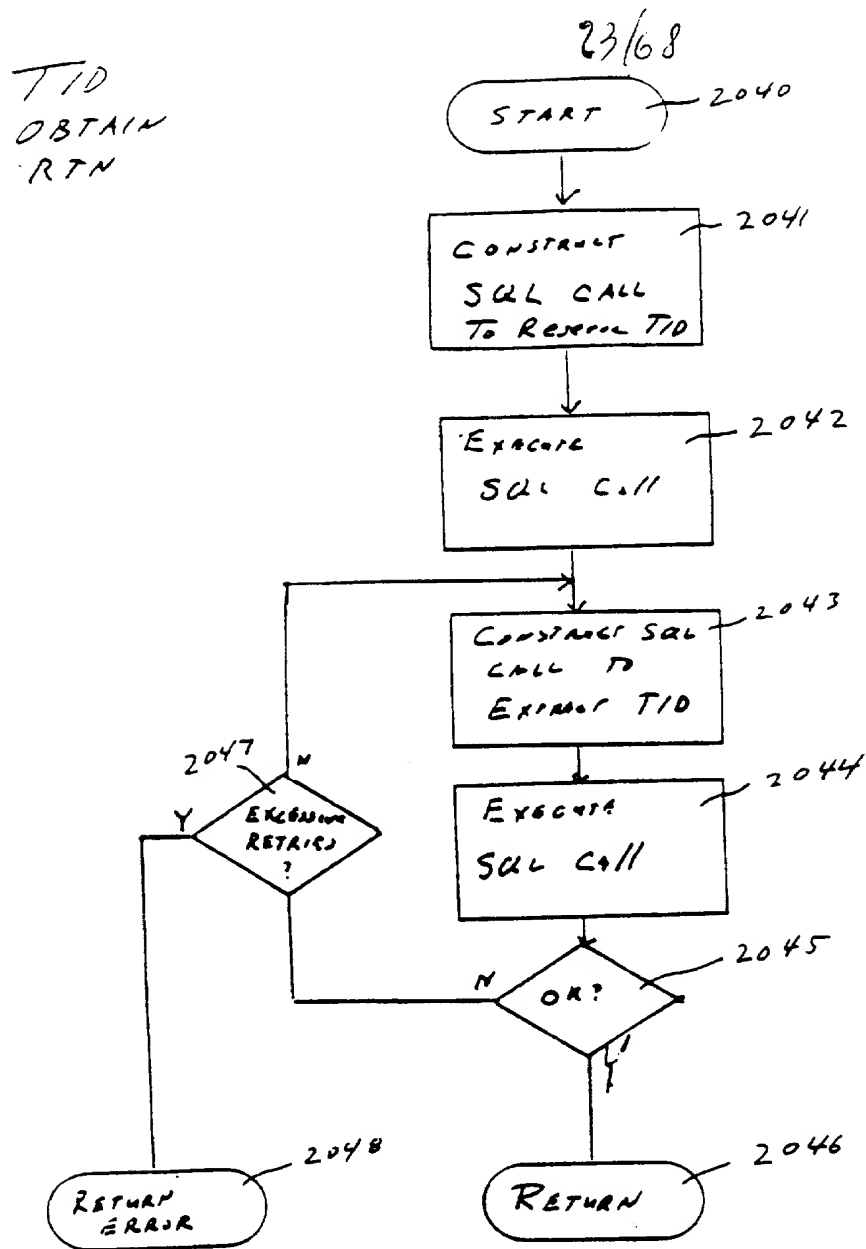 23/68
TID
OBTAIN
RTN
START
2040
2041
CONSTRUCT
SQL CALL
To Reserve TID
2042
EXECUTE
SQL Call
2043
CONSTRUCT SQL
CALL TO
EXTRACT TID
2044
EXECUTE
SQL Call
2045
OK?
N
Y
2047
EXCESSIVE
RETRIES
?
N
Y
2048
RETURN
ERROR
2046
RETURN